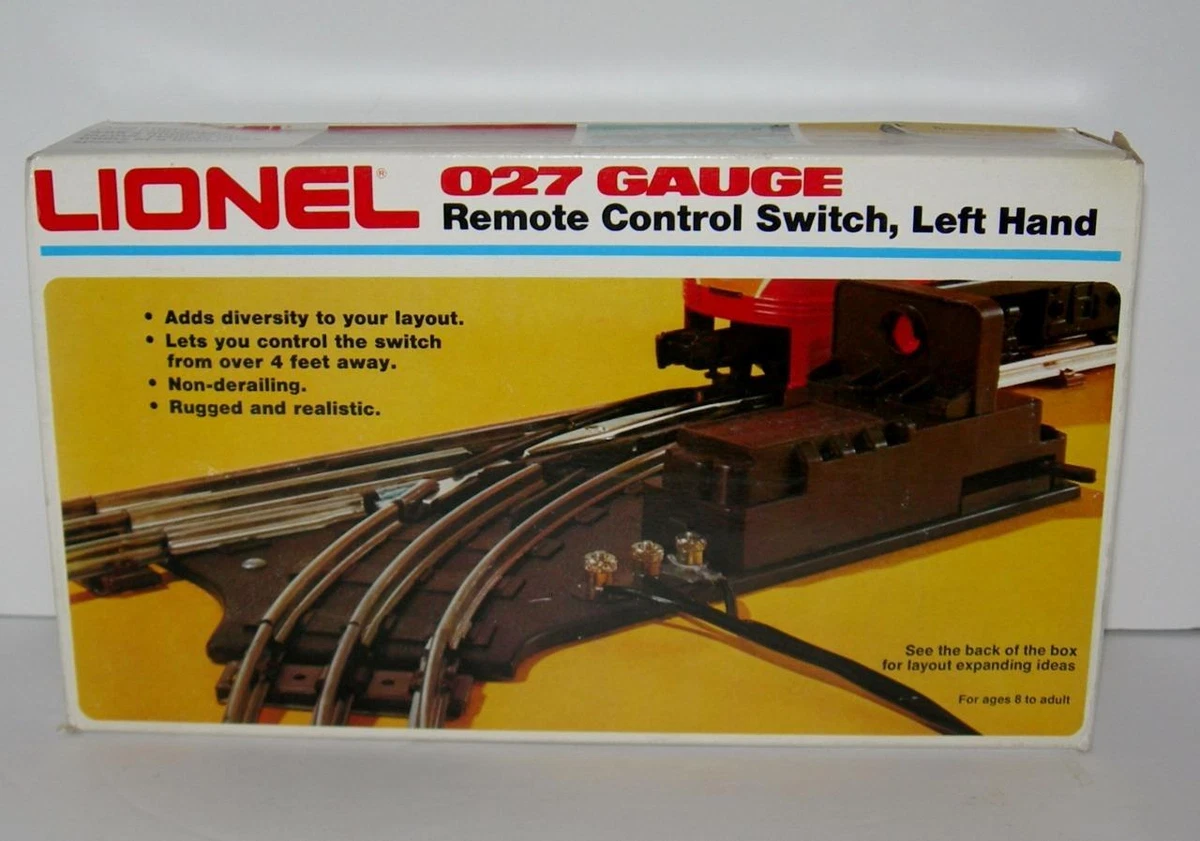 LIONEL®
027 GAUGE
Remote Control Switch, Left Hand
• Adds diversity to your layout.
• Lets you control the switch
from over 4 feet away.
• Non-derailing.
• Rugged and realistic.
See the back of the box
for layout expanding ideas
For ages 8 to adult